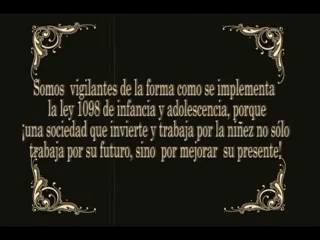 Somos vigilantes de la forma como se implementa
la ley 1098 de infancia y adolescencia, porque
¡una sociedad que invierte y trabaja por la niñez no sólo
trabaja por su futuro, sino por mejorar su presente!